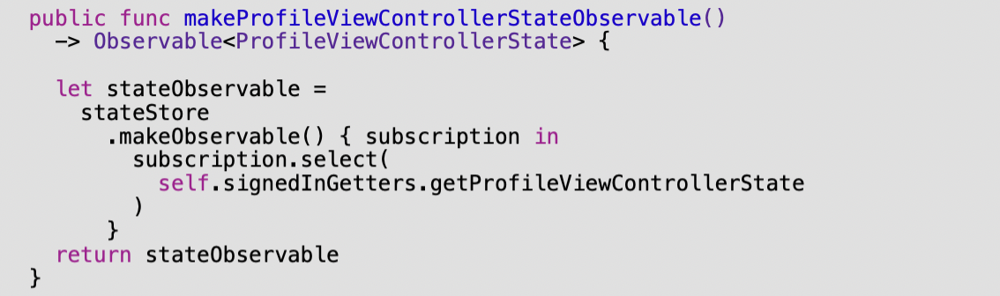 public func makeProfileViewControllerStateObservable()
  -> Observable<ProfileViewControllerState> {

  let stateObservable =
    stateStore
      .makeObservable() { subscription in
        subscription.select(
          self.signedInGetters.getProfileViewControllerState
        )
      }
  return stateObservable
}